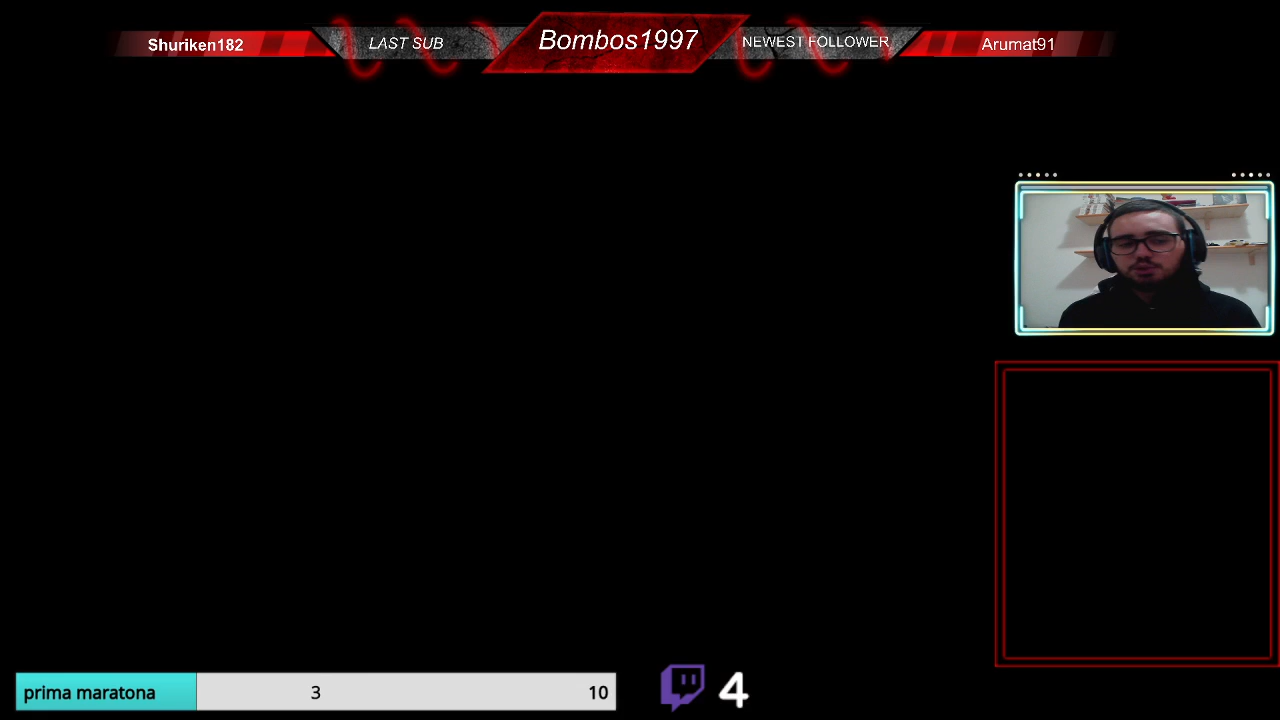 Shuriken182
LAST SUB
Bombos1997
NEWEST FOLLOWER
Arumat91
prima maratona
3
10
4